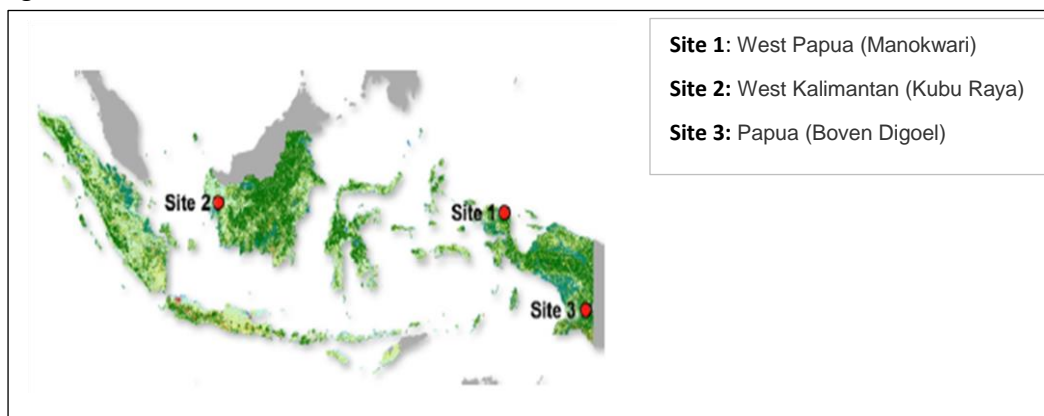 Site 1: West Papua (Manokwari)
Site 2: West Kalimantan (Kubu Raya)
Site 3: Papua (Boven Digoel)
Site 2
Site 1
Site 3